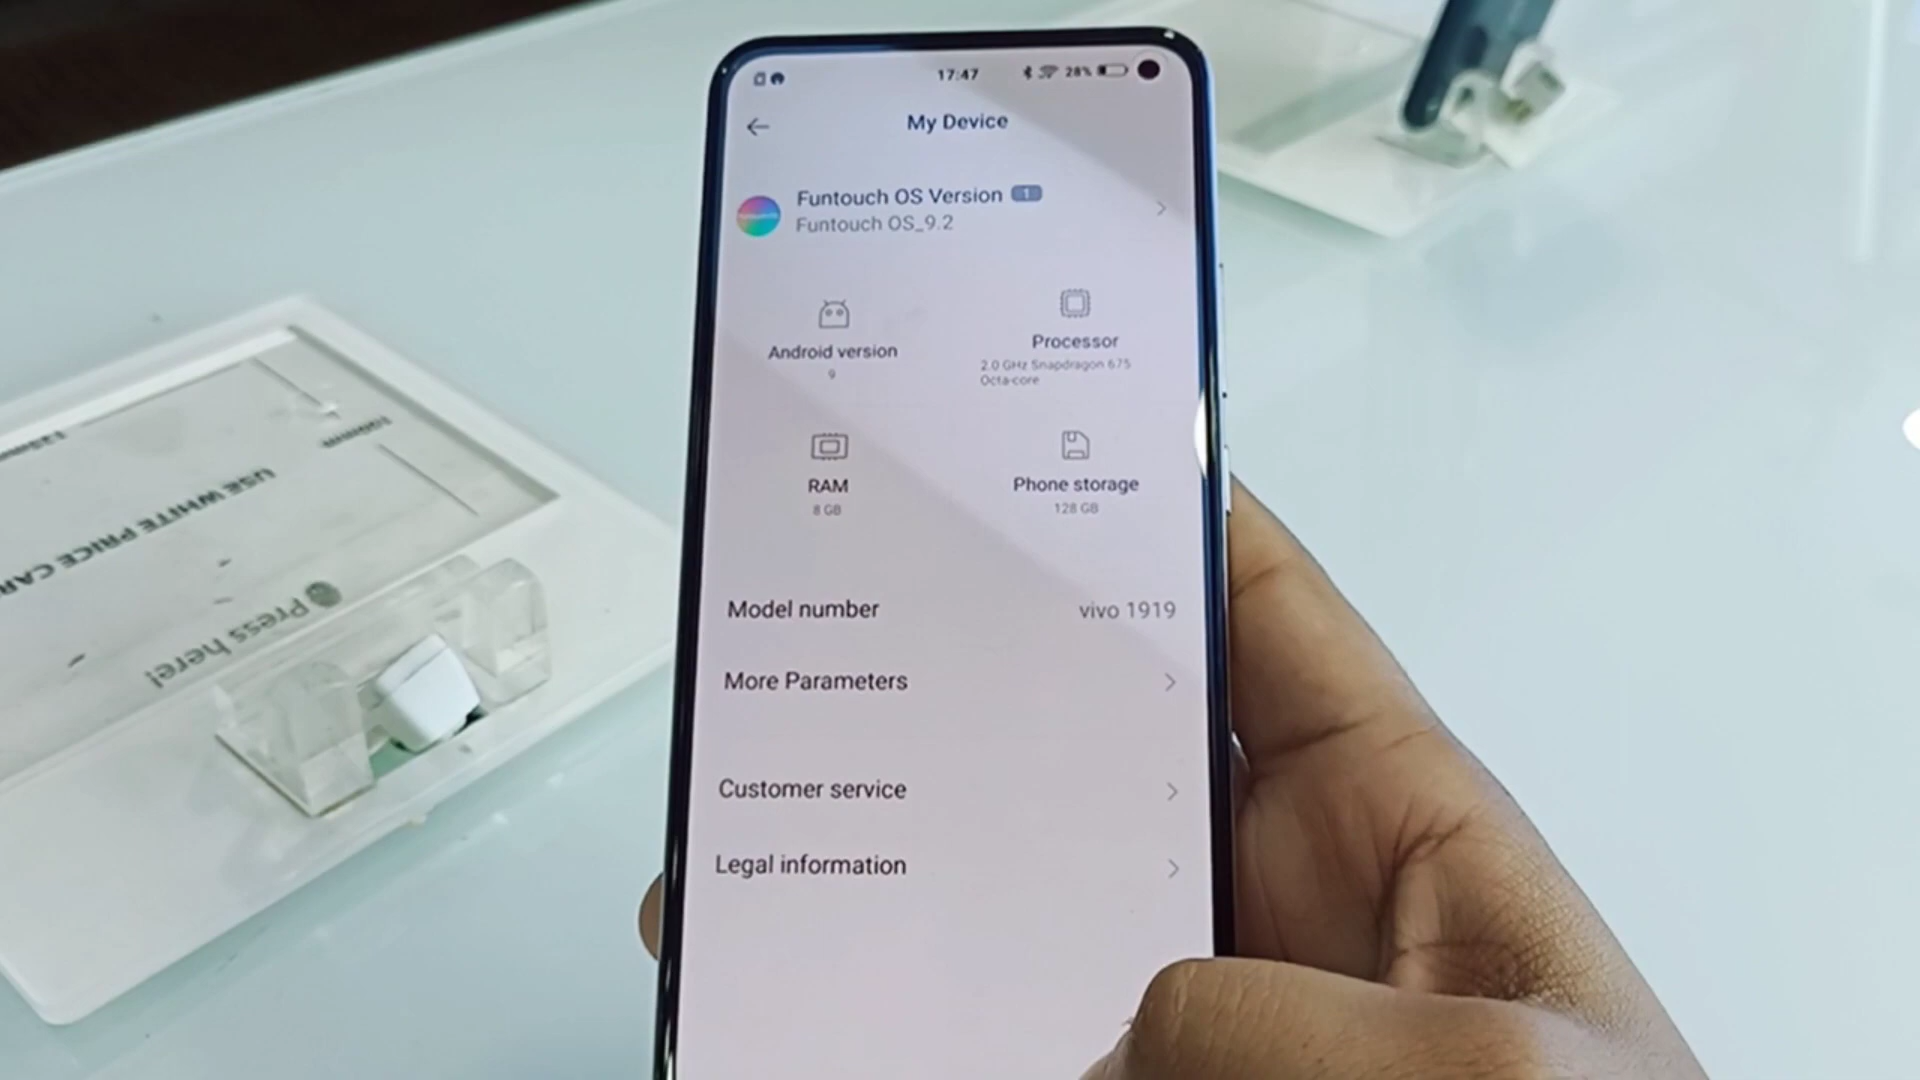 17:47
28%
My Device
Funtouch OS Version 1
Funtouch OS_9.2
Android version
9
Processor
2.0 GHz Snapdragon 675
Octa-core
RAM
8 GB
Phone storage
128 GB
Model number
vivo 1919
More Parameters
Customer service
Legal information
100mm
USE WHITE PRICE CAR
Press here!